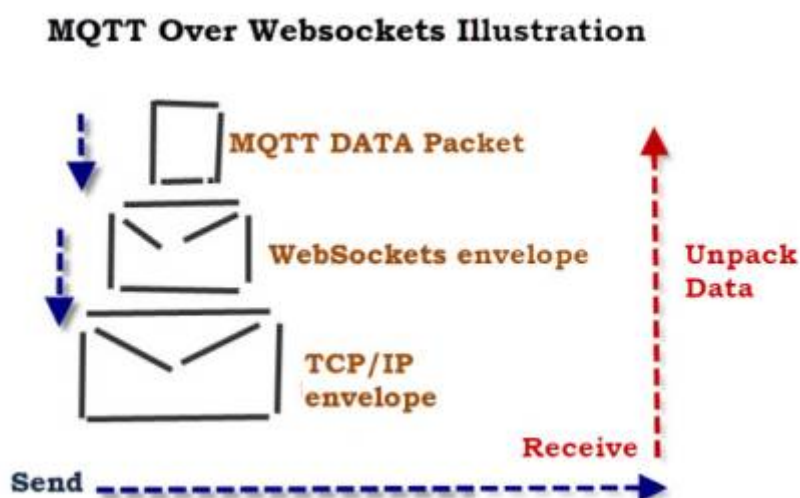 MQTT Over Websockets Illustration
MQTT DATA Packet
WebSockets envelope
Unpack
Data
TCP/IP
envelope
Receive
Send